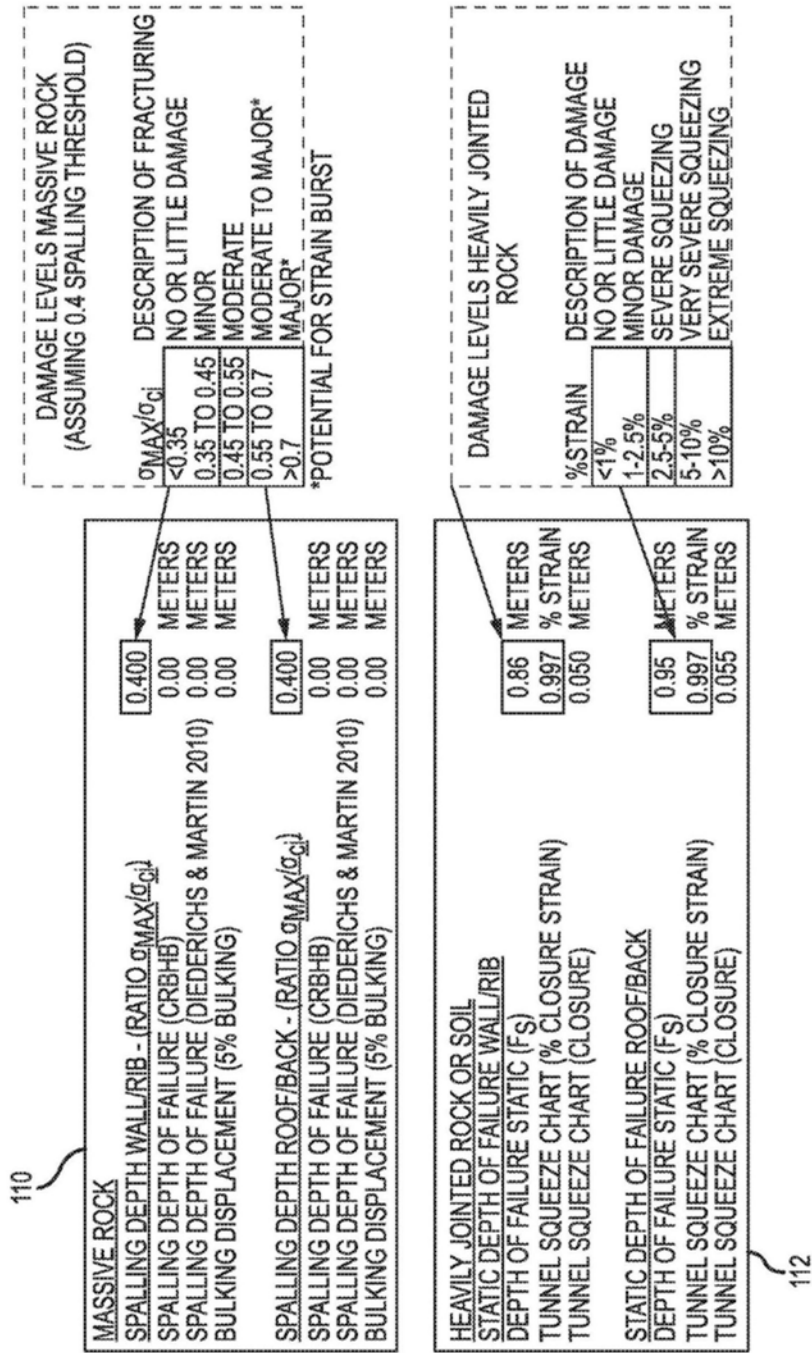 110
MASSIVE ROCK
SPALLING DEPTH WALL/RIB - (RATIO σMAX/σci) 0.400
SPALLING DEPTH OF FAILURE (CRBHB) 0.00 METERS
SPALLING DEPTH OF FAILURE (DIEDERICHS & MARTIN 2010) 0.00 METERS
BULKING DISPLACEMENT (5% BULKING) 0.00 METERS
SPALLING DEPTH ROOF/BACK - (RATIO σMAX/σci) 0.400
SPALLING DEPTH OF FAILURE (CRBHB) 0.00 METERS
SPALLING DEPTH OF FAILURE (DIEDERICHS & MARTIN 2010) 0.00 METERS
BULKING DISPLACEMENT (5% BULKING) 0.00 METERS
DAMAGE LEVELS MASSIVE ROCK
(ASSUMING 0.4 SPALLING THRESHOLD)
σMAX/σci DESCRIPTION OF FRACTURING
<0.35 NO OR LITTLE DAMAGE
0.35 TO 0.45 MINOR
0.45 TO 0.55 MODERATE
0.55 TO 0.7 MODERATE TO MAJOR*
>0.7 MAJOR*
*POTENTIAL FOR STRAIN BURST
HEAVILY JOINTED ROCK OR SOIL
STATIC DEPTH OF FAILURE WALL/RIB
DEPTH OF FAILURE STATIC (FS) 0.86 METERS
TUNNEL SQUEEZE CHART (% CLOSURE STRAIN) 0.997 % STRAIN
TUNNEL SQUEEZE CHART (CLOSURE) 0.050 METERS
STATIC DEPTH OF FAILURE ROOF/BACK
DEPTH OF FAILURE STATIC (FS) 0.95 METERS
TUNNEL SQUEEZE CHART (% CLOSURE STRAIN) 0.997 % STRAIN
TUNNEL SQUEEZE CHART (CLOSURE) 0.055 METERS
112
DAMAGE LEVELS HEAVILY JOINTED
ROCK
%STRAIN DESCRIPTION OF DAMAGE
<1% NO OR LITTLE DAMAGE
1-2.5% MINOR DAMAGE
2.5-5% SEVERE SQUEEZING
5-10% VERY SEVERE SQUEEZING
>10% EXTREME SQUEEZING